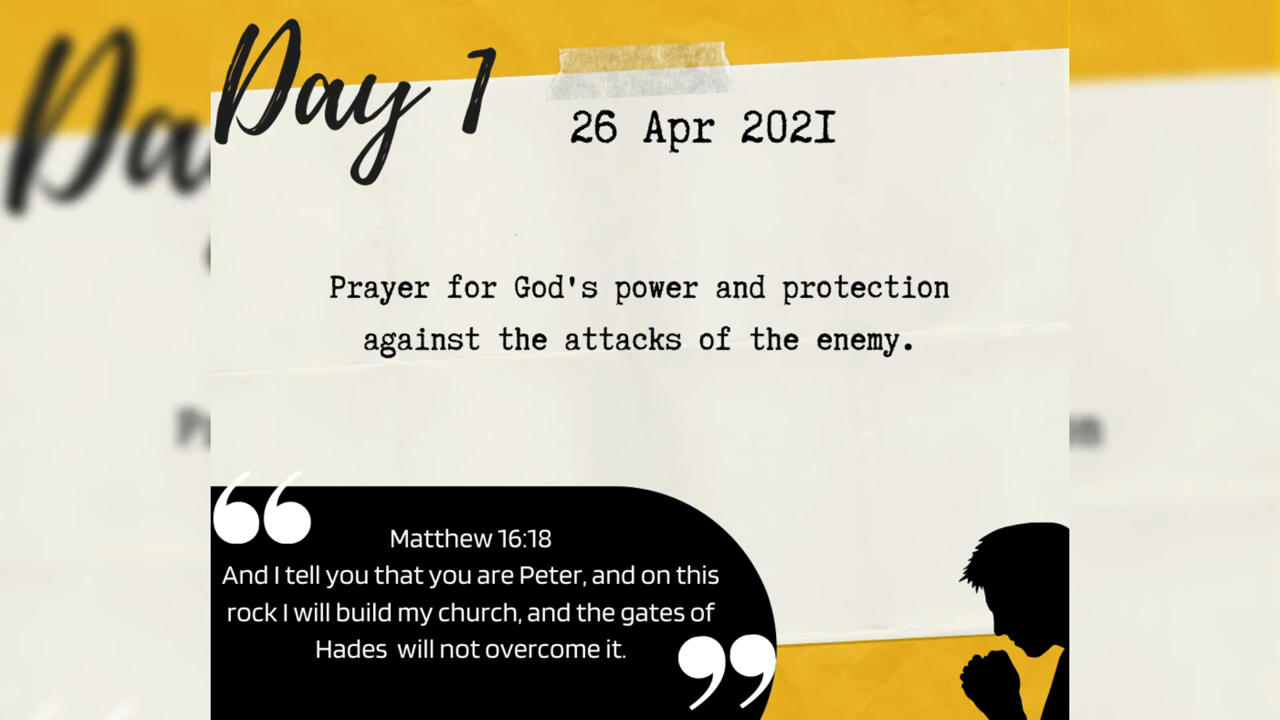 Day 1
26 Apr 2021
Prayer for God's power and protection
against the attacks of the enemy.
Matthew 16:18
And I tell you that you are Peter, and on this
rock I will build my church, and the gates of
Hades will not overcome it.